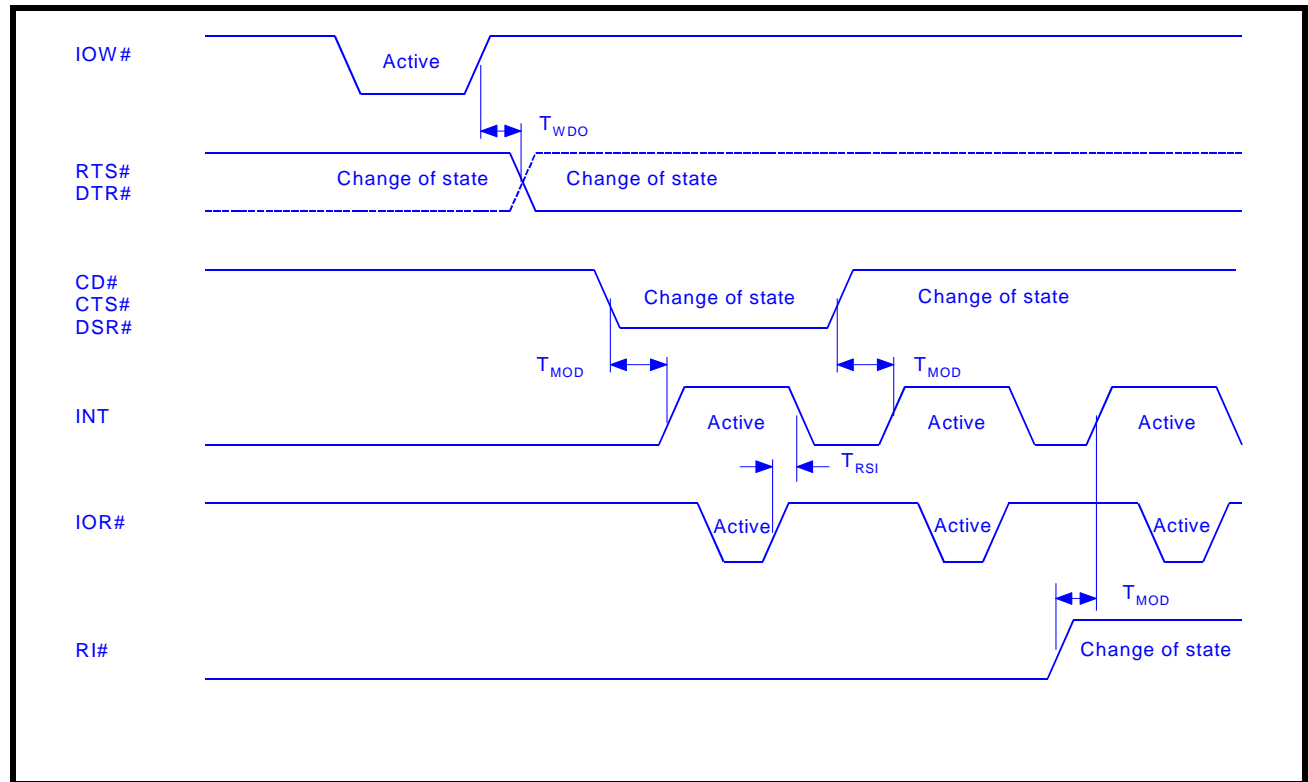 IOW#
Active
TWDO
RTS#
DTR#
Change of state
Change of state
CD#
CTS#
DSR#
Change of state
Change of state
TMOD
TMOD
INT
Active
Active
Active
TRSI
IOR#
Active
Active
Active
TMOD
RI#
Change of state